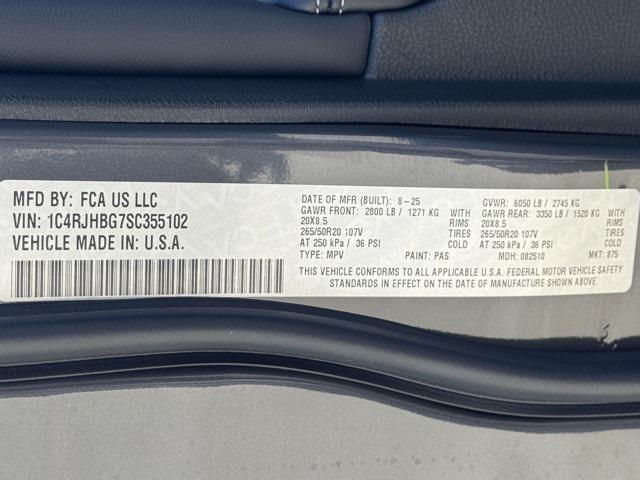 MFD BY: FCA US LLC
VIN: 1C4RJHBG7SC355102
VEHICLE MADE IN: U.S.A.
DATE OF MFR (BUILT): 8-25
GAWR FRONT: 2800 LB / 1271 KG WITH
20X8.5 RIMS
265/50R20 107V TIRES
AT 250 kPa / 36 PSI COLD
TYPE: MPV PAINT: PAS
GVWR: 6050 LB / 2745 KG
GAWR REAR: 3350 LB / 1520 KG WITH
20X8.5 RIMS
265/50R20 107V TIRES
AT 250 kPa / 36 PSI COLD
MDH: 082510 MKT: 875
THIS VEHICLE CONFORMS TO ALL APPLICABLE U.S.A. FEDERAL MOTOR VEHICLE SAFETY
STANDARDS IN EFFECT ON THE DATE OF MANUFACTURE SHOWN ABOVE.